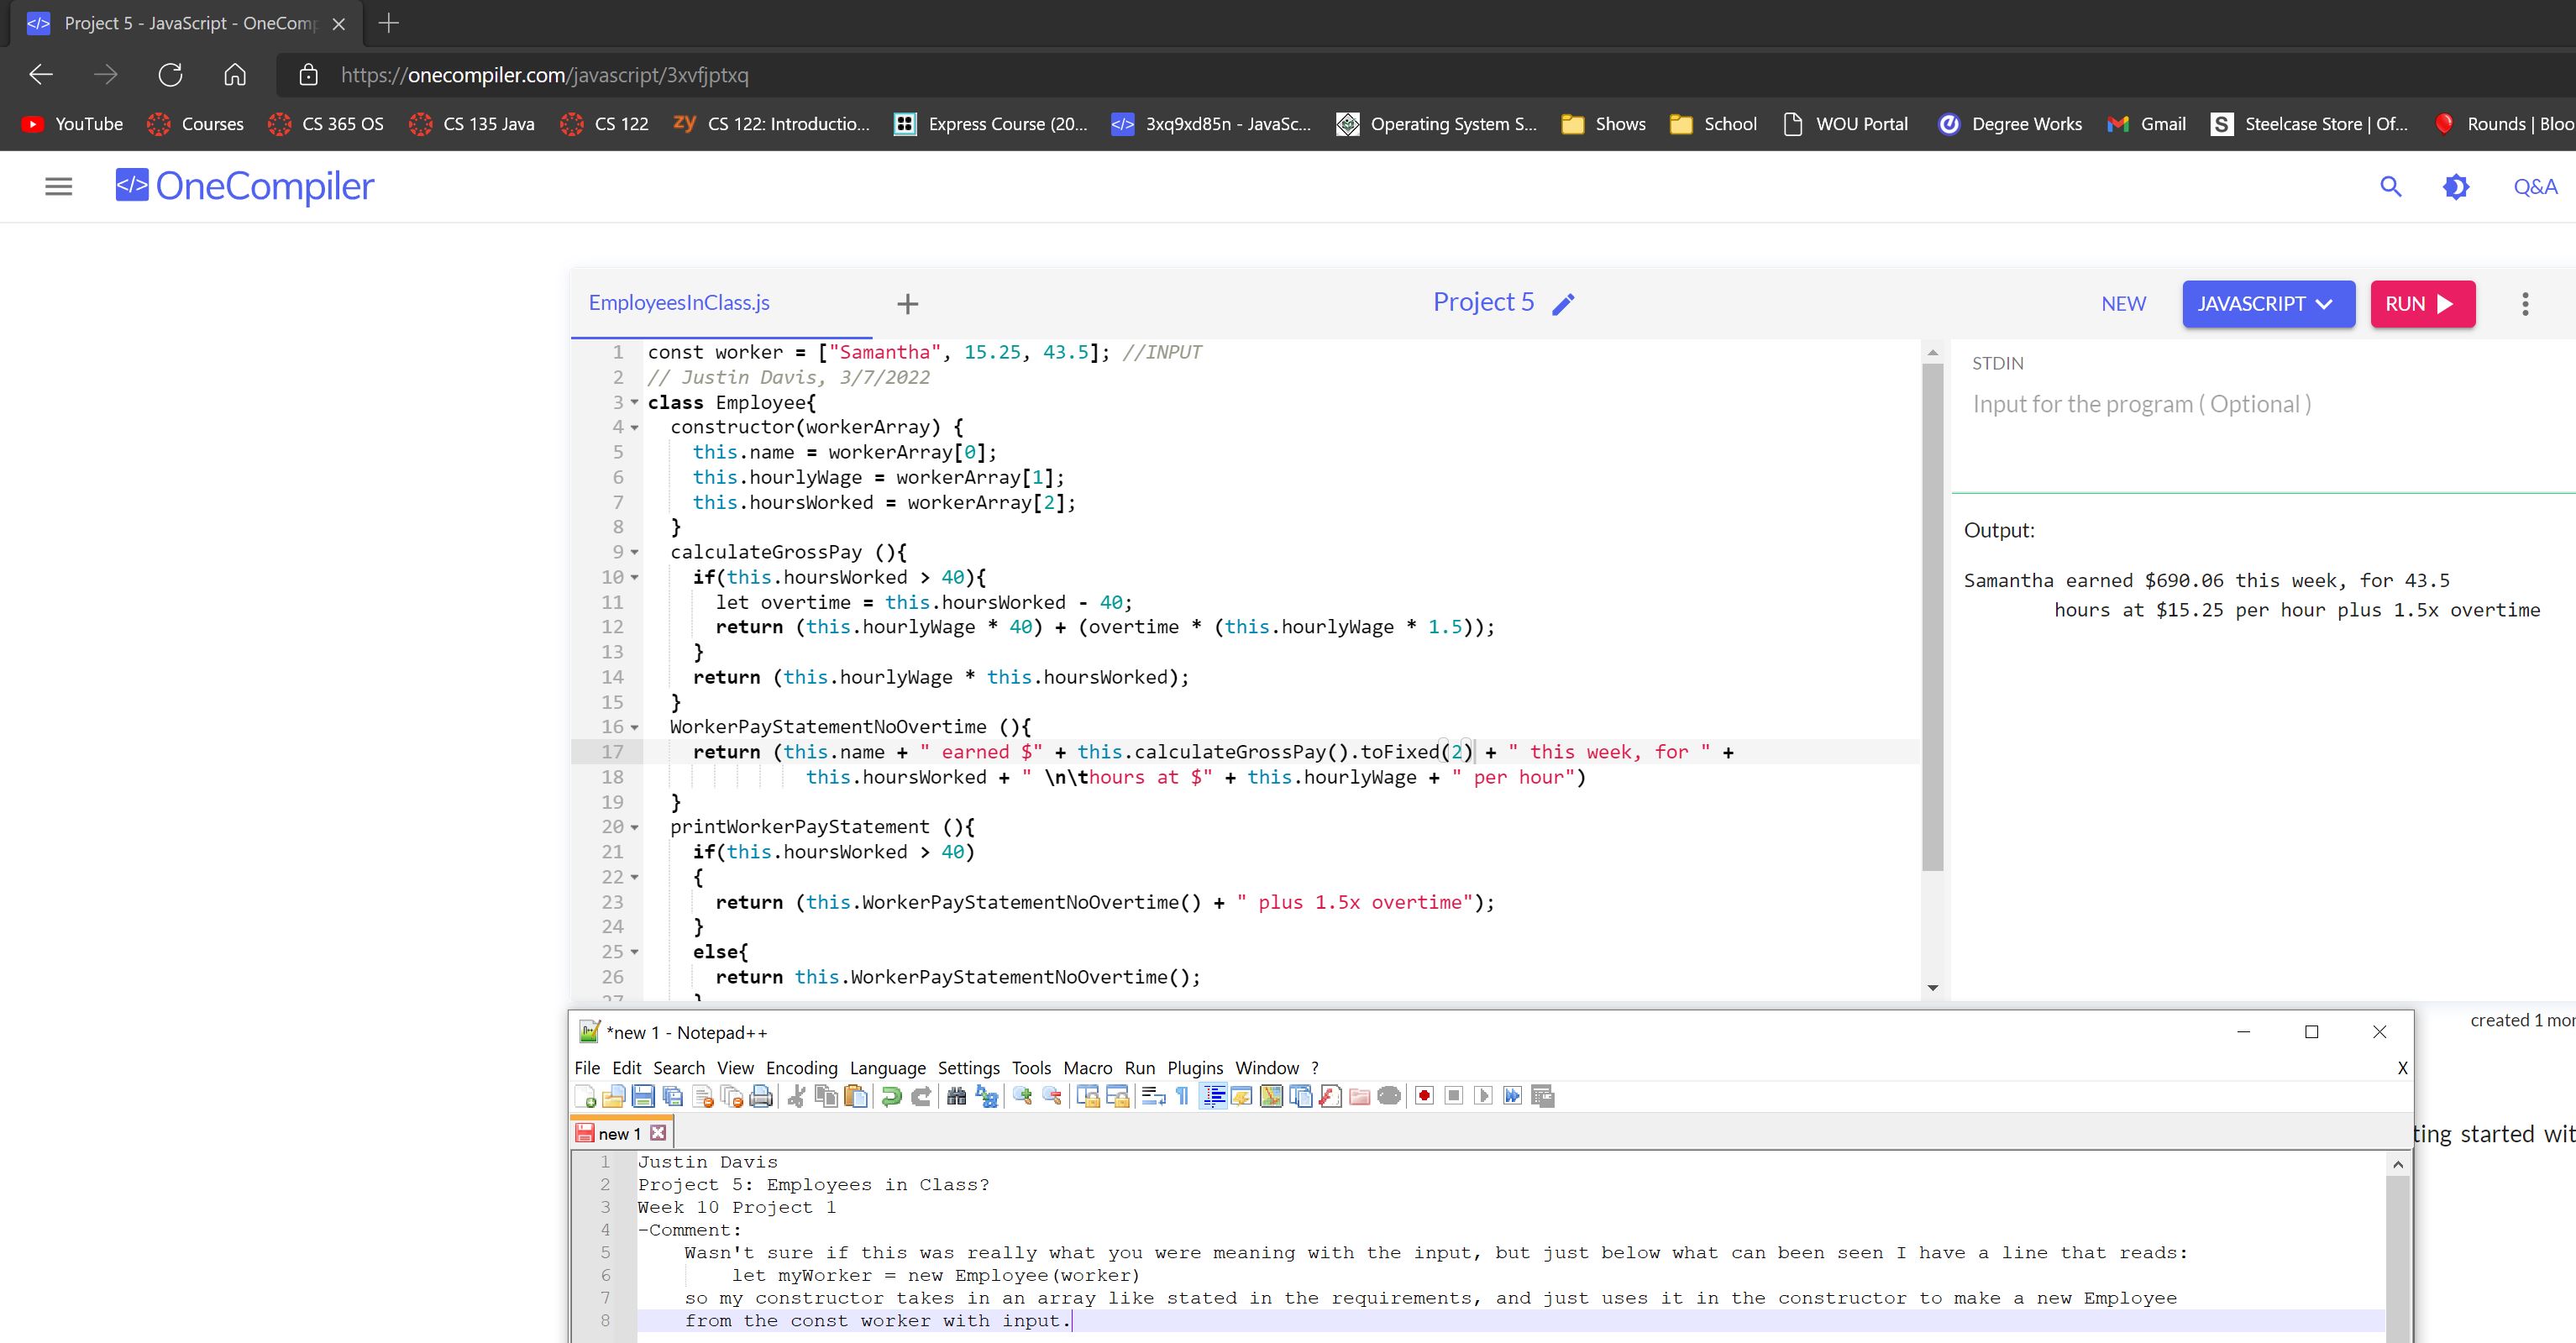 Project 5 - JavaScript - OneComp
https://onecompiler.com/javascript/3xvfjptxq
YouTube Courses CS 365 OS CS 135 Java CS 122 zy CS 122: Introductio... Express Course (20... 3xq9xd85n - JavaSc... Operating System S... Shows School WOU Portal Degree Works Gmail S Steelcase Store | Of... Rounds | Bloo
</> OneCompiler Q&A
EmployeesInClass.js + Project 5 NEW JAVASCRIPT RUN
1 const worker = ["Samantha", 15.25, 43.5]; //INPUT
2 // Justin Davis, 3/7/2022
3 class Employee{
4 constructor(workerArray) {
5 this.name = workerArray[0];
6 this.hourlyWage = workerArray[1];
7 this.hoursWorked = workerArray[2];
8 }
9 calculateGrossPay (){
10 if(this.hoursWorked > 40){
11 let overtime = this.hoursWorked - 40;
12 return (this.hourlyWage * 40) + (overtime * (this.hourlyWage * 1.5));
13 }
14 return (this.hourlyWage * this.hoursWorked);
15 }
16 WorkerPayStatementNoOvertime (){
17 return (this.name + " earned $" + this.calculateGrossPay().toFixed(2) + " this week, for " +
18 this.hoursWorked + " \n\thours at $" + this.hourlyWage + " per hour")
19 }
20 printWorkerPayStatement (){
21 if(this.hoursWorked > 40)
22 {
23 return (this.WorkerPayStatementNoOvertime() + " plus 1.5x overtime");
24 }
25 else{
26 return this.WorkerPayStatementNoOvertime();
27 }
STDIN
Input for the program ( Optional )
Output:
Samantha earned $690.06 this week, for 43.5
hours at $15.25 per hour plus 1.5x overtime
created 1 mon
ting started wit
*new 1 - Notepad++
File Edit Search View Encoding Language Settings Tools Macro Run Plugins Window ? X
new 1
1 Justin Davis
2 Project 5: Employees in Class?
3 Week 10 Project 1
4 -Comment:
5 Wasn't sure if this was really what you were meaning with the input, but just below what can been seen I have a line that reads:
6 let myWorker = new Employee(worker)
7 so my constructor takes in an array like stated in the requirements, and just uses it in the constructor to make a new Employee
8 from the const worker with input.